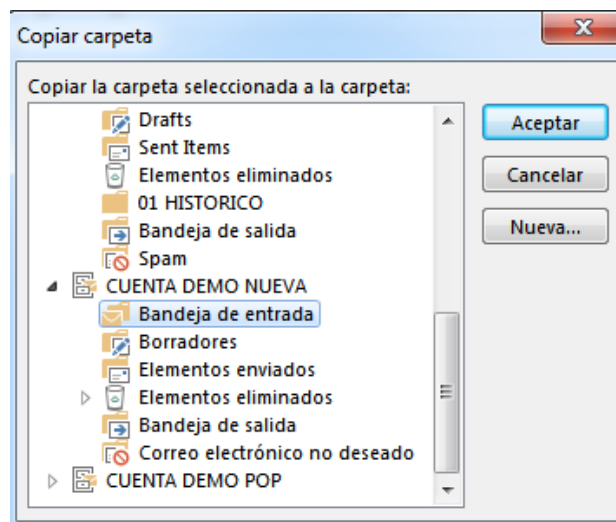 Copiar carpeta
Copiar la carpeta seleccionada a la carpeta:
Drafts
Sent Items
Elementos eliminados
01 HISTORICO
Bandeja de salida
Spam
CUENTA DEMO NUEVA
Bandeja de entrada
Borradores
Elementos enviados
Elementos eliminados
Bandeja de salida
Correo electrónico no deseado
CUENTA DEMO POP
Aceptar
Cancelar
Nueva...